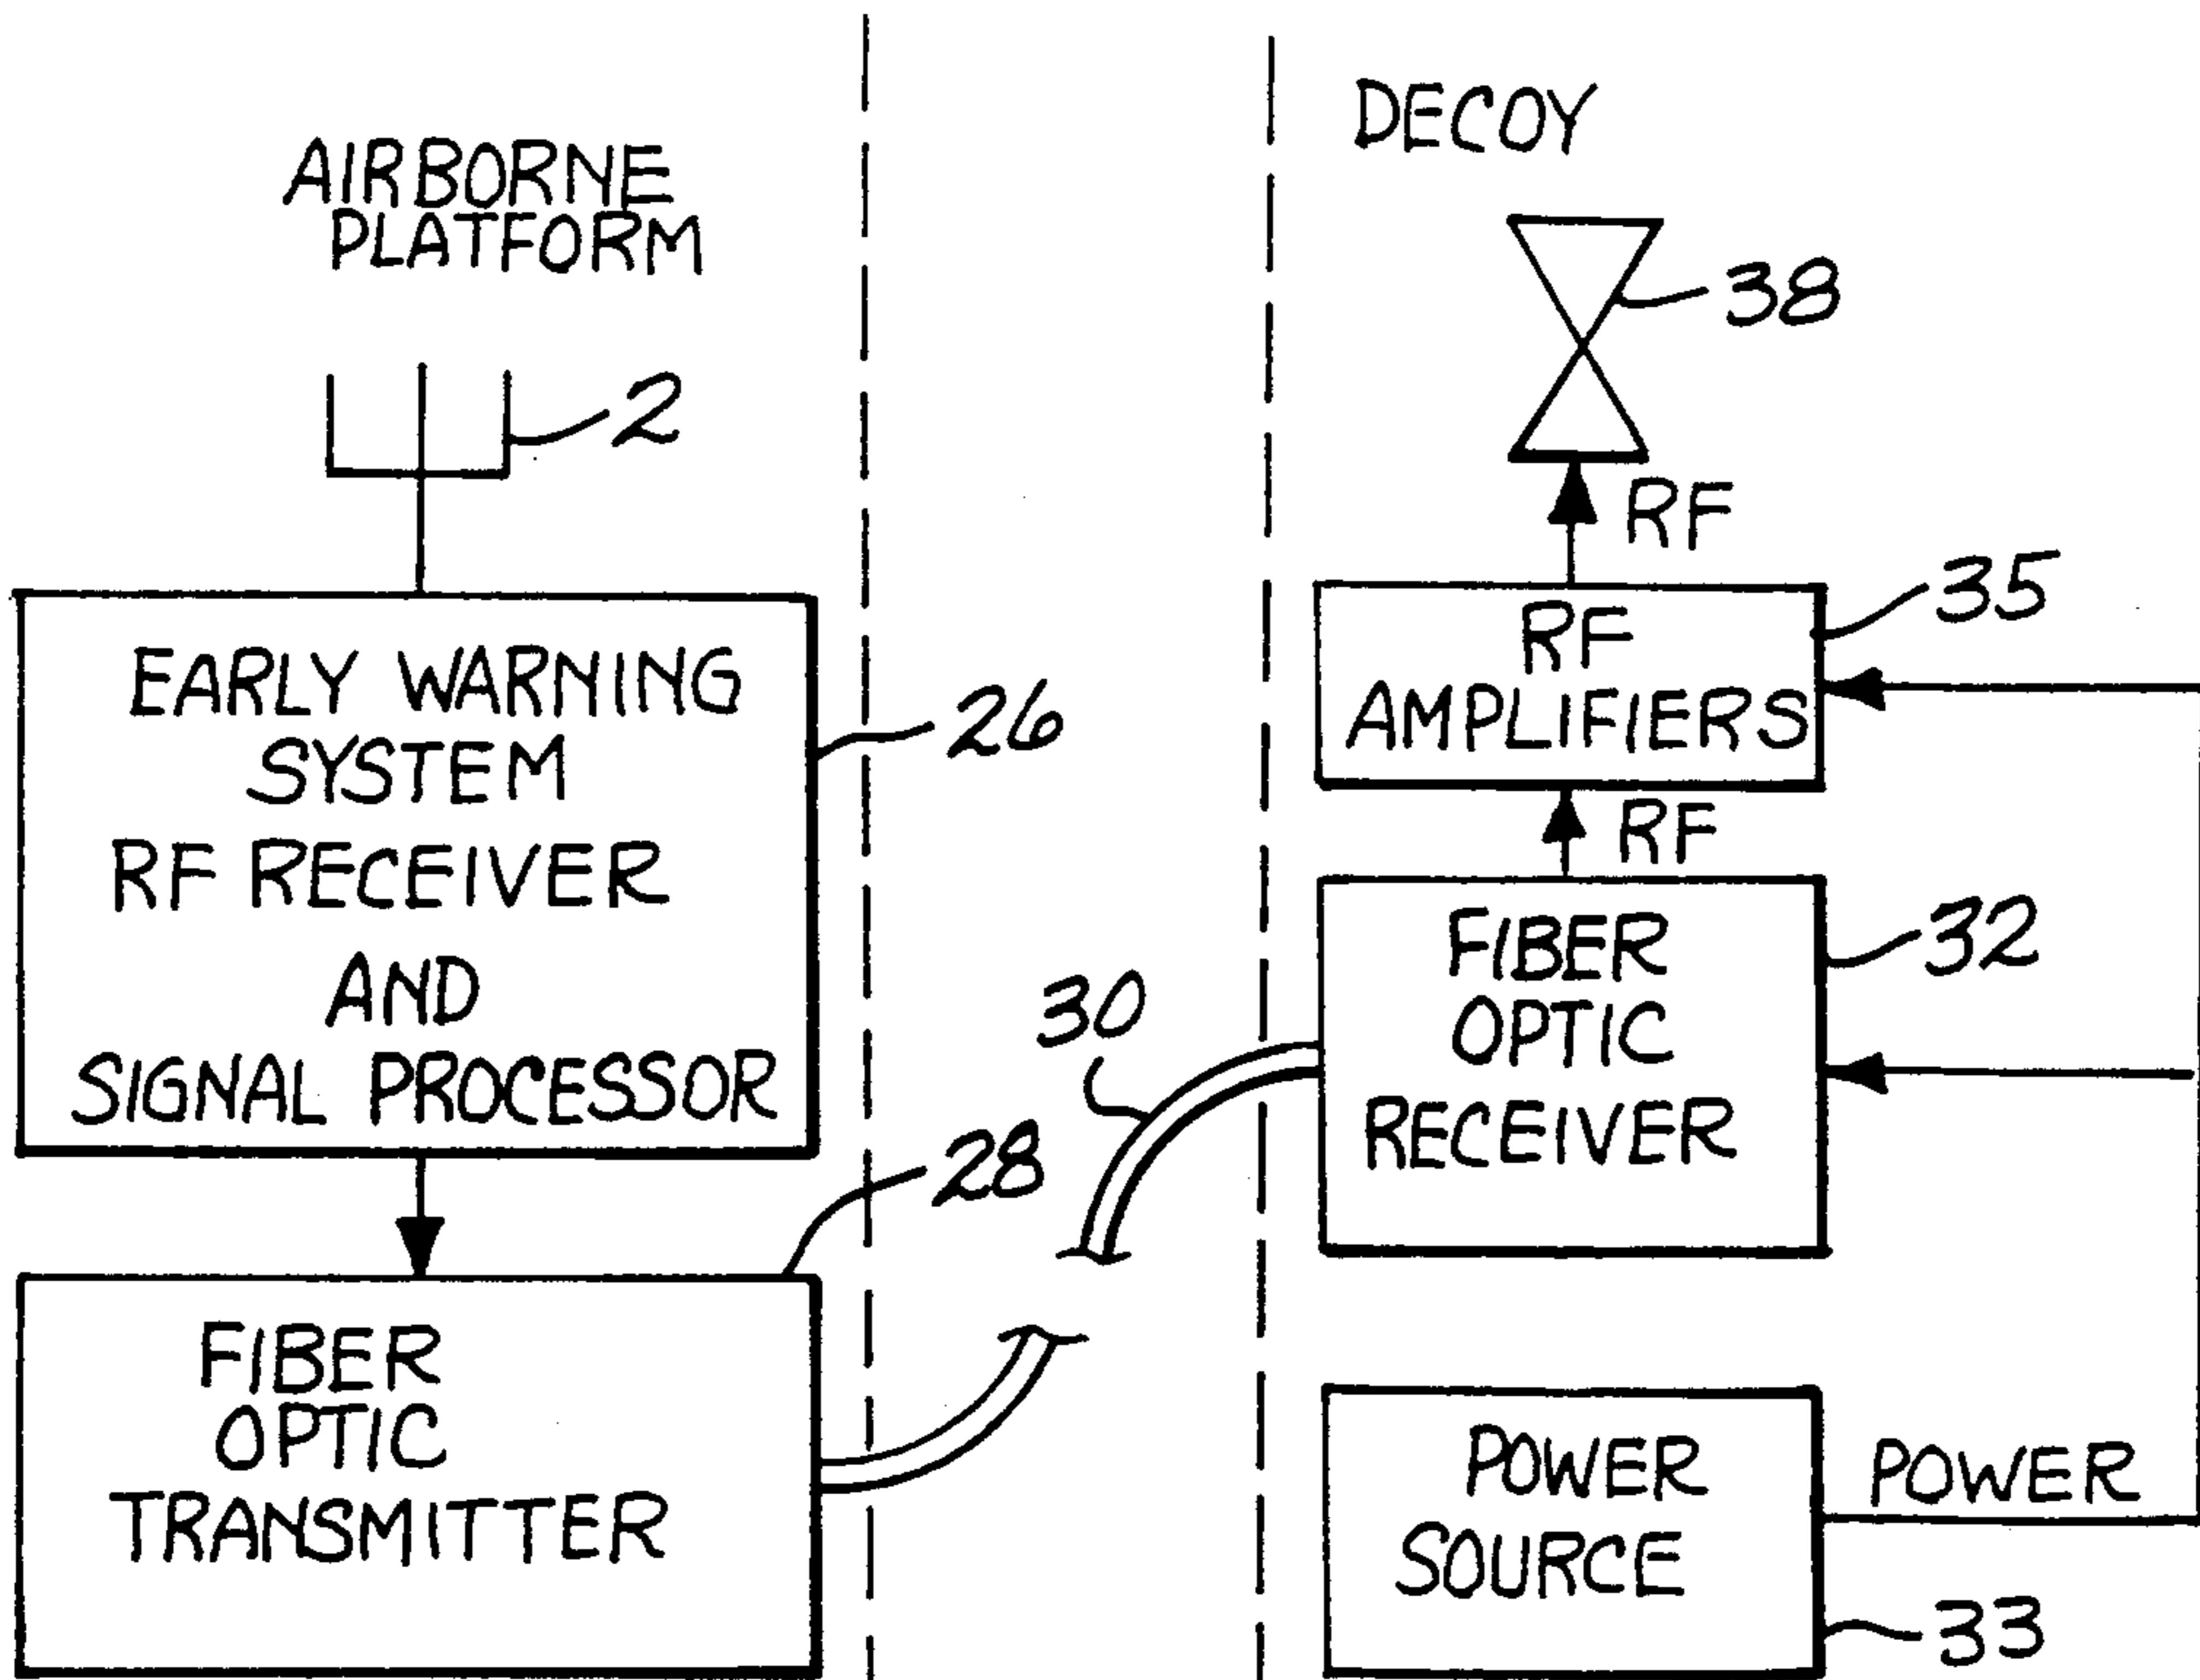 AIRBORNE
PLATFORM
2
EARLY WARNING
SYSTEM
RF RECEIVER
AND
SIGNAL PROCESSOR
26
28
FIBER
OPTIC
TRANSMITTER
30
DECOY
38
RF
35
RF
AMPLIFIERS
RF
32
FIBER
OPTIC
RECEIVER
POWER
SOURCE
POWER
33